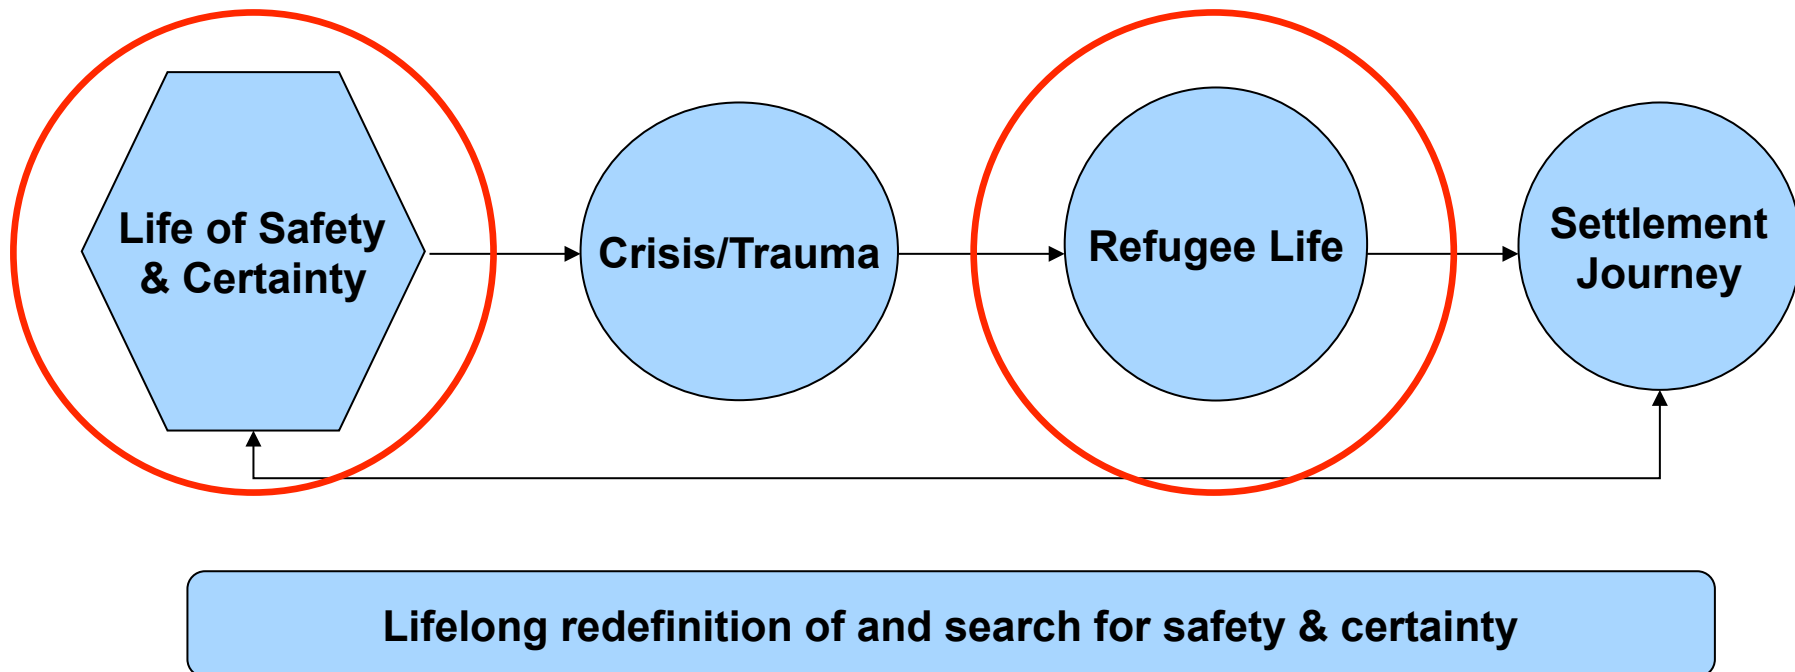 Life of Safety
& Certainty
Crisis/Trauma
Refugee Life
Settlement
Journey
Lifelong redefinition of and search for safety & certainty